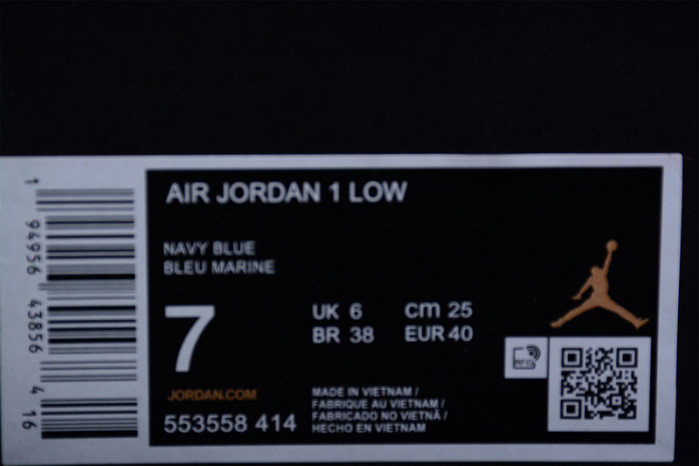 AIR JORDAN 1 LOW
NAVY BLUE
BLEU MARINE
7
UK 6 cm 25
BR 38 EUR 40
RFID
JORDAN.COM
553558 414
MADE IN VIETNAM /
FABRIQUE AU VIETNAM /
FABRICADO NO VIETNÃ /
HECHO EN VIETNAM
1 94956 43856 4 16